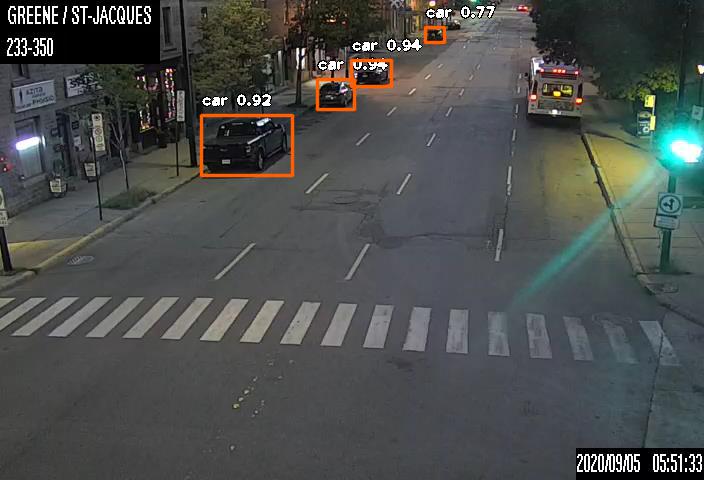 GREENE / ST-JACQUES
233-350
car 0.77
car 0.94
car 0.94
car 0.92
AZITA
2020/09/05 05:51:33